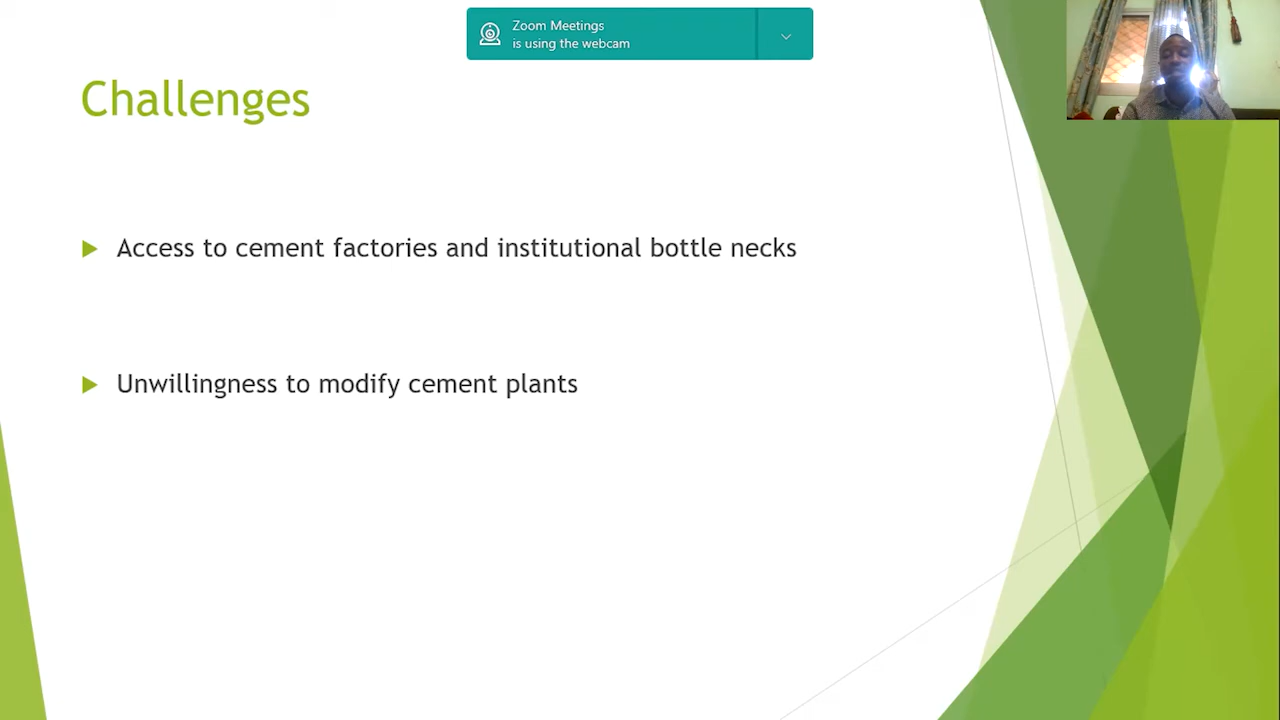 Zoom Meetings
is using the webcam
Challenges
Access to cement factories and institutional bottle necks
Unwillingness to modify cement plants